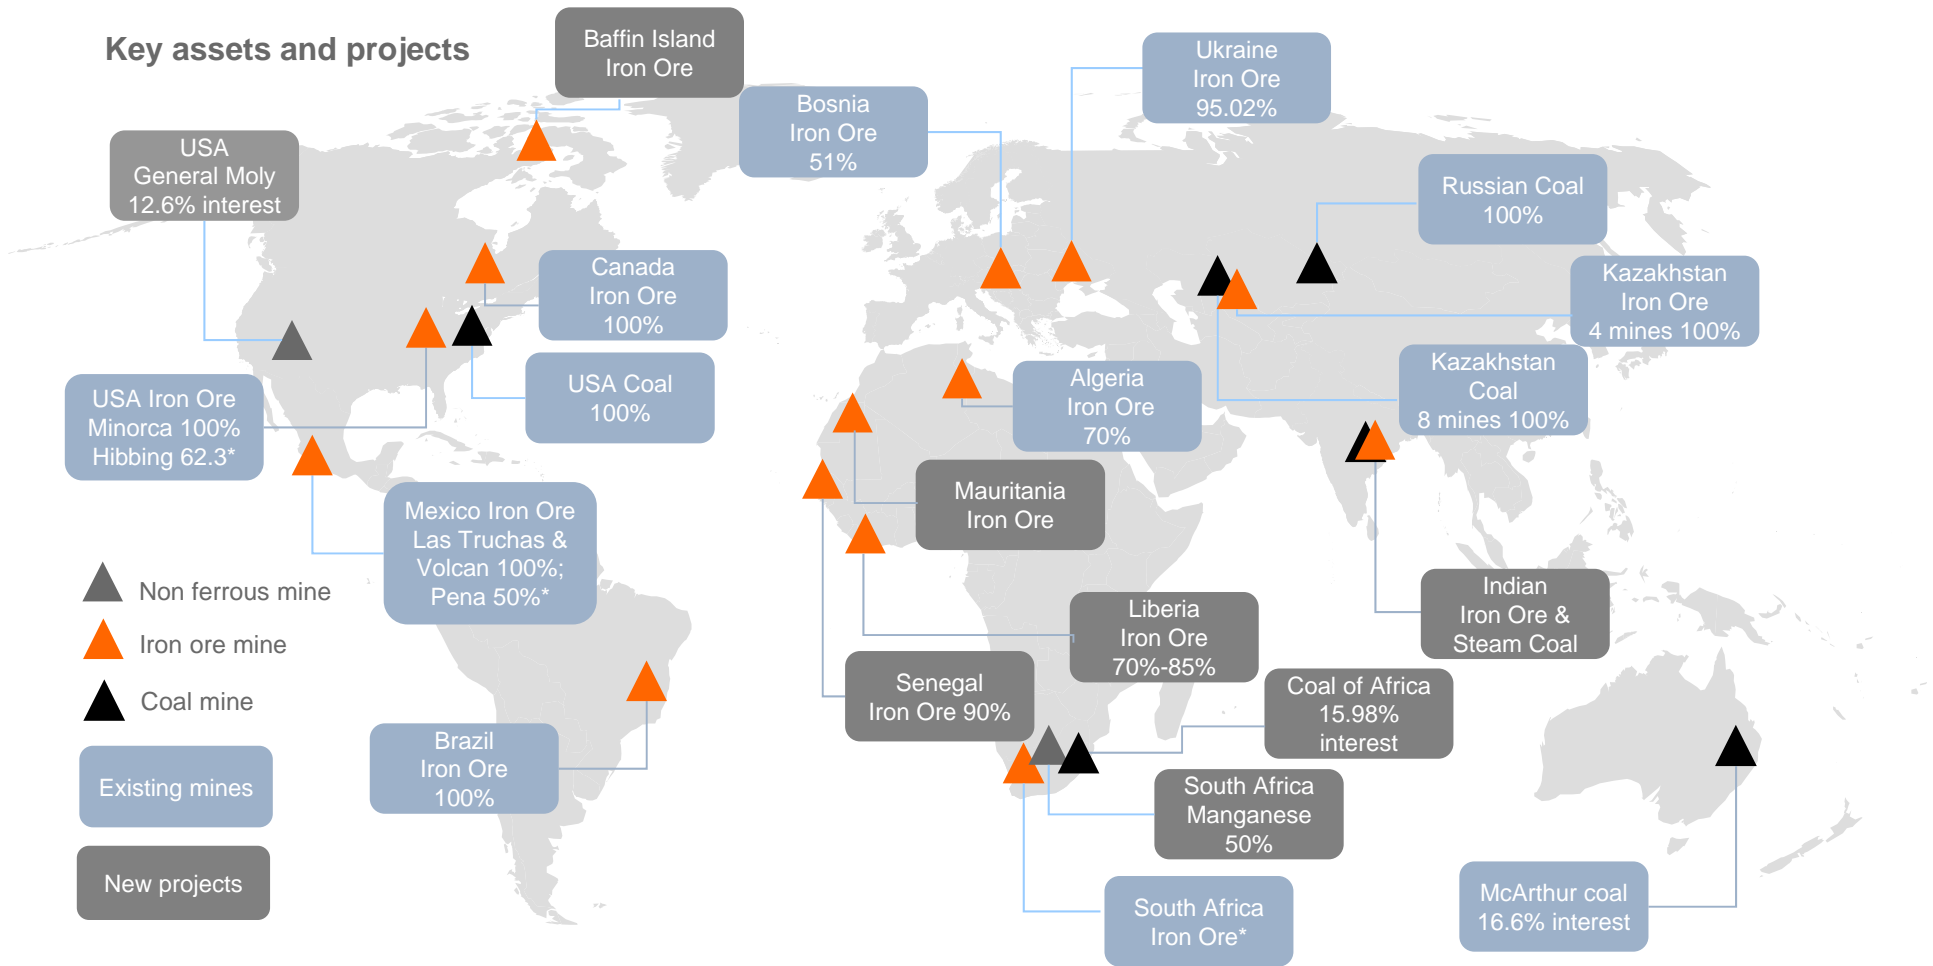 Key assets and projects
Baffin Island
Iron Ore
Ukraine
Iron Ore
95.02%
Bosnia
Iron Ore
51%
USA
General Moly
12.6% interest
Russian Coal
100%
Canada
Iron Ore
100%
Kazakhstan
Iron Ore
4 mines 100%
USA Coal
100%
Kazakhstan
Coal
8 mines 100%
Algeria
Iron Ore
70%
USA Iron Ore
Minorca 100%
Hibbing 62.3*
Mauritania
Iron Ore
Mexico Iron Ore
Las Truchas &
Volcan 100%;
Pena 50%*
Non ferrous mine
Iron ore mine
Coal mine
Existing mines
New projects
Indian
Iron Ore &
Steam Coal
Liberia
Iron Ore
70%-85%
Senegal
Iron Ore 90%
Coal of Africa
15.98%
interest
Brazil
Iron Ore
100%
South Africa
Manganese
50%
South Africa
Iron Ore*
McArthur coal
16.6% interest